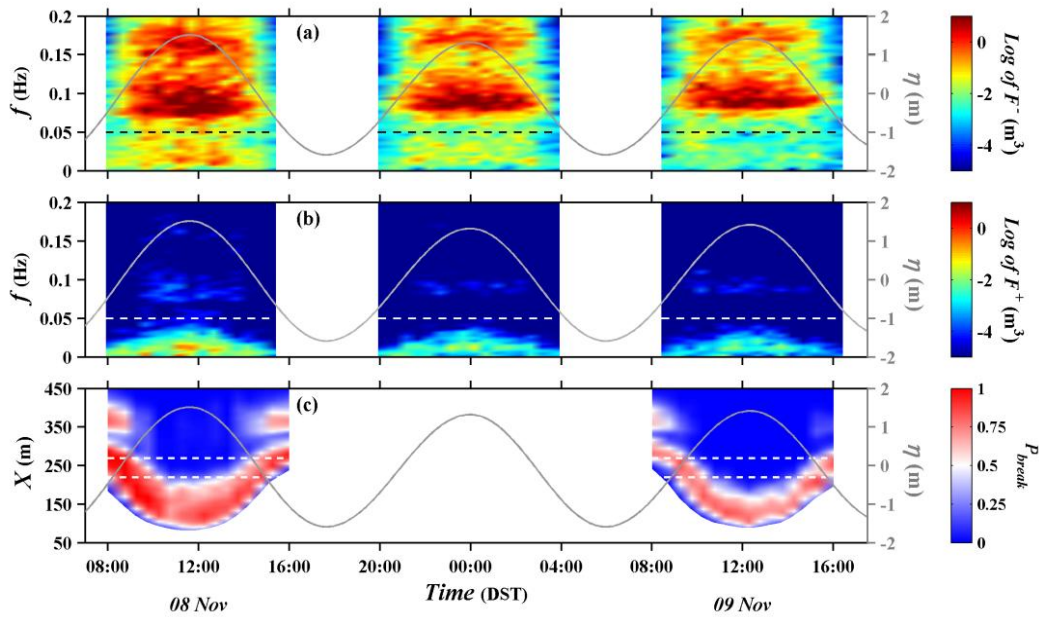 (a)
0.2
0.15
0.1
0.05
0
f (Hz)
2
1
0
-1
-2
η (m)
0
-2
-4
Log of F⁻ (m³)
(b)
0.2
0.15
0.1
0.05
0
f (Hz)
2
1
0
-1
-2
η (m)
0
-2
-4
Log of F⁺ (m³)
(c)
450
350
250
150
50
X (m)
2
1
0
-1
-2
η (m)
1
0.75
0.5
0.25
0
P break
08:00 12:00 16:00 20:00 00:00 04:00 08:00 12:00 16:00
Time (DST)
08 Nov 09 Nov